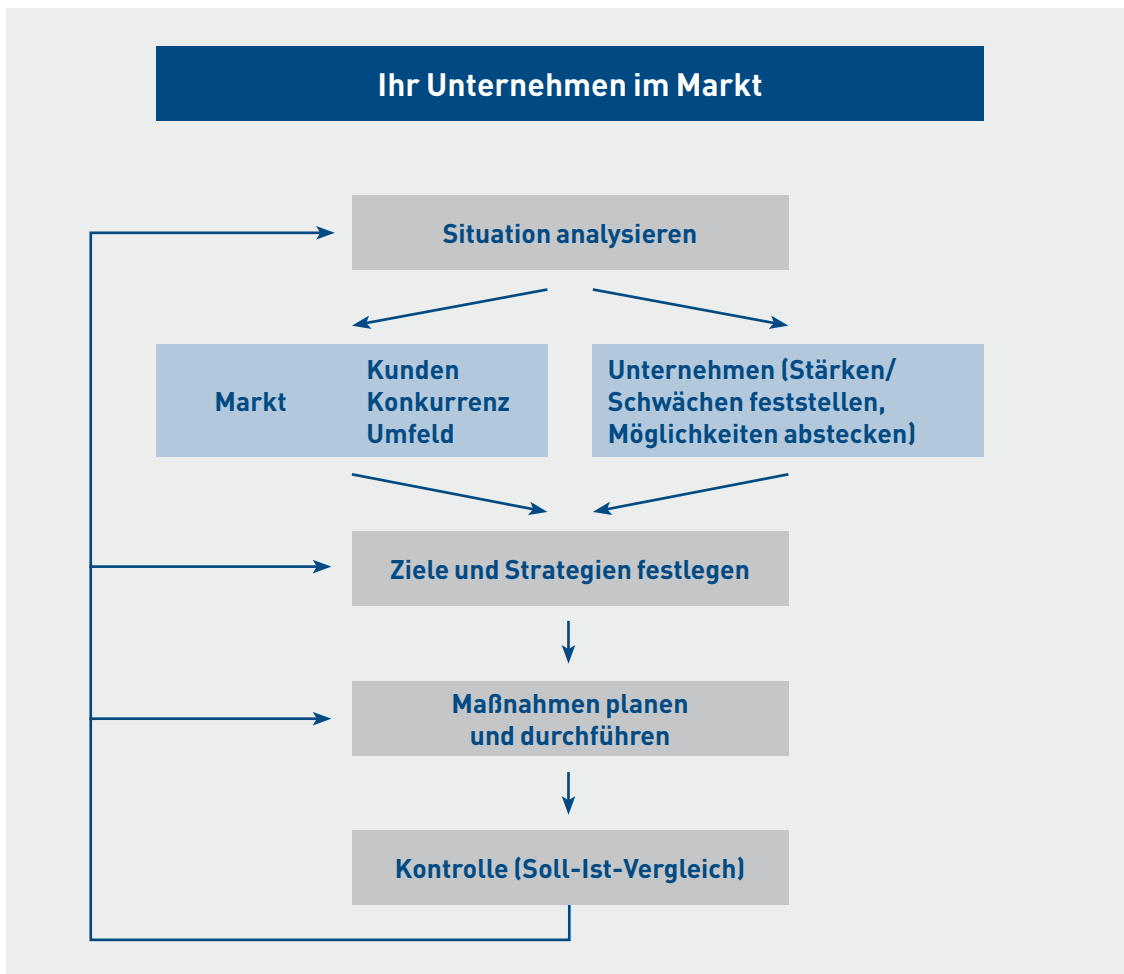 Ihr Unternehmen im Markt
Situation analysieren
Markt
Kunden
Konkurrenz
Umfeld
Unternehmen (Stärken/
Schwächen feststellen,
Möglichkeiten abstecken)
Ziele und Strategien festlegen
Maßnahmen planen
und durchführen
Kontrolle (Soll-Ist-Vergleich)